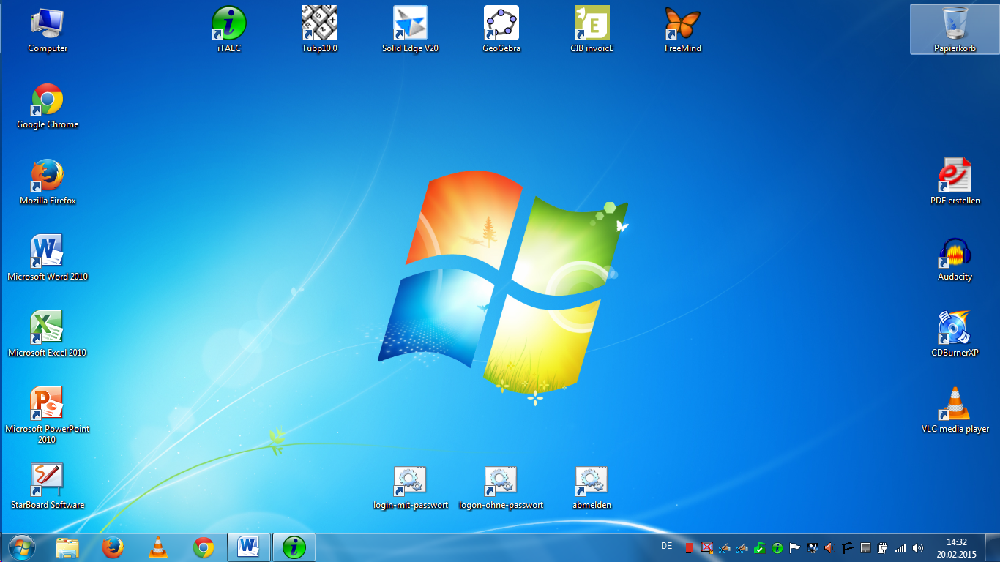 Computer
iTALC
Tubp10.0
Solid Edge V20
GeoGebra
CIB invoicE
FreeMind
Papierkorb
Google Chrome
Mozilla Firefox
PDF erstellen
Microsoft Word 2010
Audacity
Microsoft Excel 2010
CDBurnerXP
Microsoft PowerPoint
2010
VLC media player
StarBoard Software
login-mit-passwort
logon-ohne-passwort
abmelden
DE
14:32
20.02.2015